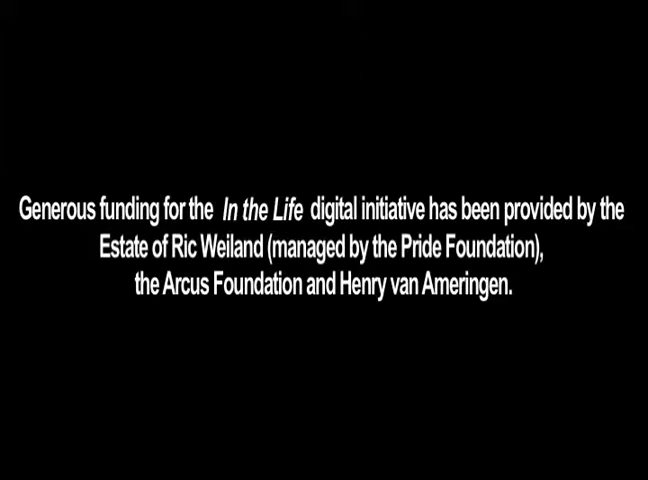 Generous funding for the In the Life digital initiative has been provided by the
Estate of Ric Weiland (managed by the Pride Foundation),
the Arcus Foundation and Henry van Ameringen.